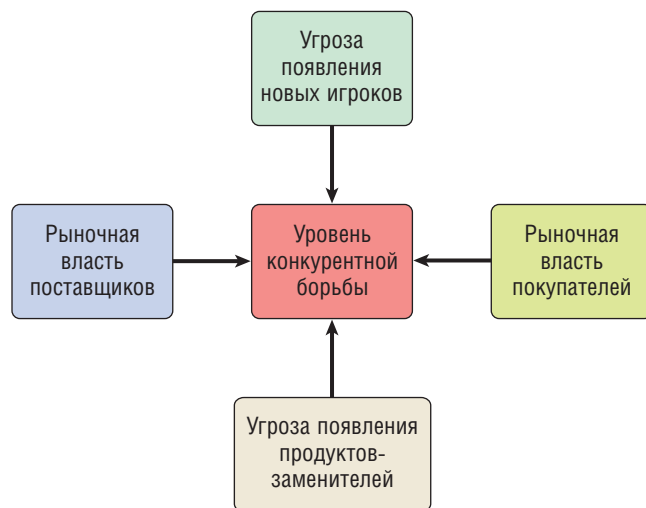 Угроза
появления
новых игроков
Рыночная
власть
поставщиков
Уровень
конкурентной
борьбы
Рыночная
власть
покупателей
Угроза появления
продуктов-
заменителей